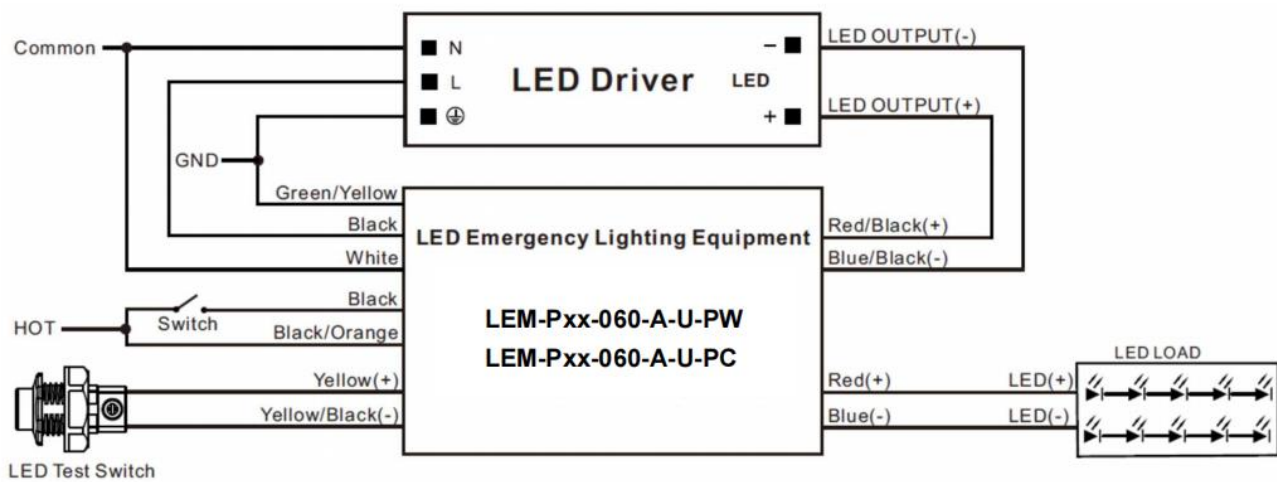 Common
N
L
LED Driver
LED
−
+
LED OUTPUT(-)
LED OUTPUT(+)
GND
Green/Yellow
Black
White
Black
Black/Orange
HOT
Switch
Yellow(+)
Yellow/Black(-)
LED Test Switch
LED Emergency Lighting Equipment
LEM-Pxx-060-A-U-PW
LEM-Pxx-060-A-U-PC
Red/Black(+)
Blue/Black(-)
Red(+)
Blue(-)
LED(+)
LED(-)
LED LOAD